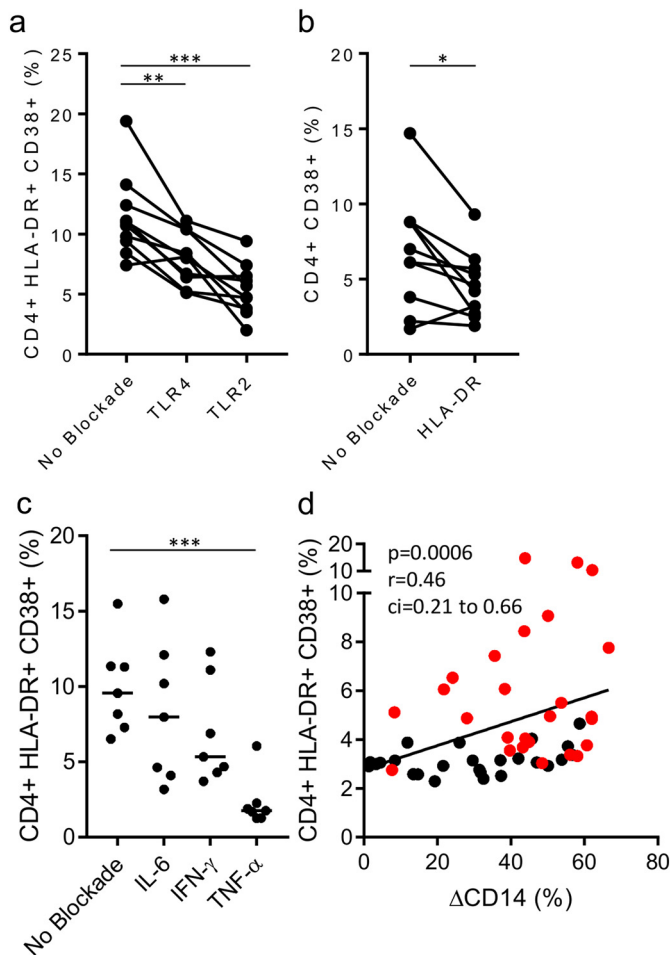 a
CD4+ HLA-DR+ CD38+ (%)
25
20
15
10
5
0
***
**
No Blockade
TLR4
TLR2
b
CD4+ CD38+ (%)
20
15
10
5
0
*
No Blockade
HLA-DR
c
CD4+ HLA-DR+ CD38+ (%)
20
15
10
5
0
***
No Blockade
IL-6
IFN-γ
TNF-α
d
CD4+ HLA-DR+ CD38+ (%)
20
15
10
8
6
4
2
0
p=0.0006
r=0.46
ci=0.21 to 0.66
0
20
40
60
80
ΔCD14 (%)